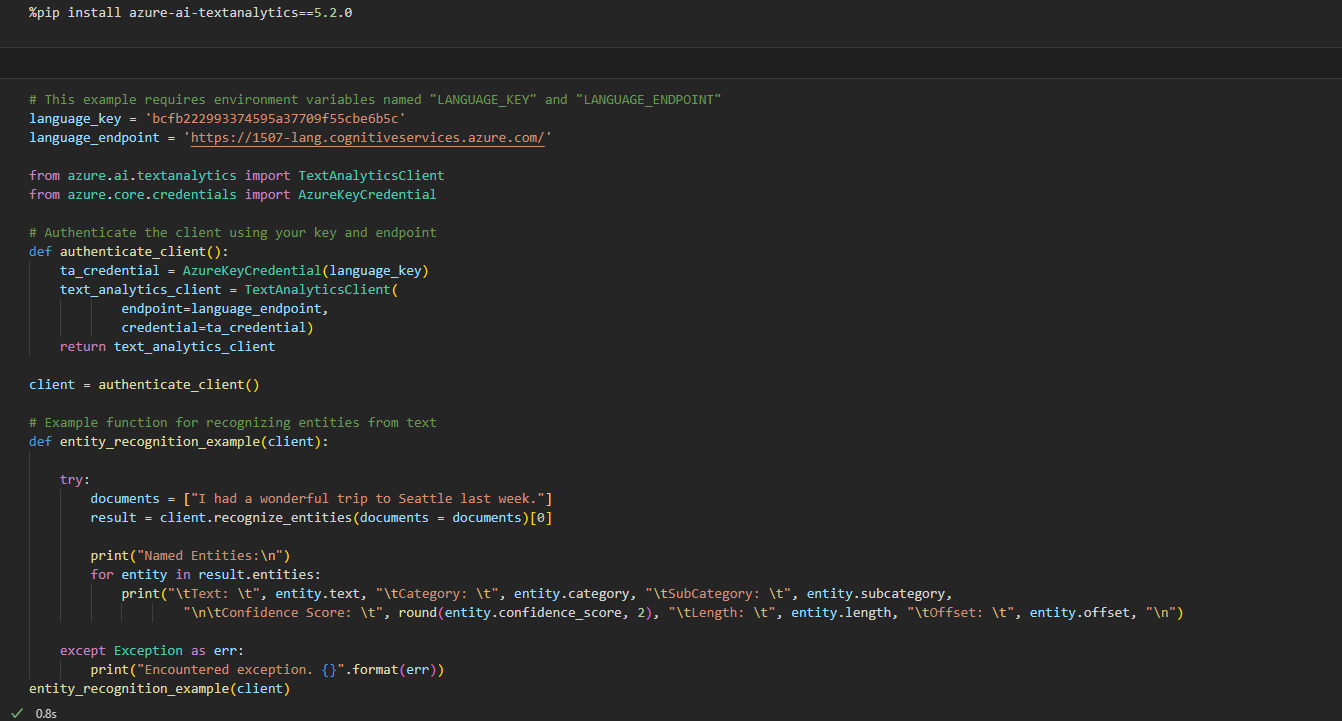 %pip install azure-ai-textanalytics==5.2.0
# This example requires environment variables named "LANGUAGE_KEY" and "LANGUAGE_ENDPOINT"
language_key = 'bcfb222993374595a37709f55cbe6b5c'
language_endpoint = 'https://1507-lang.cognitiveservices.azure.com/'
from azure.ai.textanalytics import TextAnalyticsClient
from azure.core.credentials import AzureKeyCredential
# Authenticate the client using your key and endpoint
def authenticate_client():
    ta_credential = AzureKeyCredential(language_key)
    text_analytics_client = TextAnalyticsClient(
            endpoint=language_endpoint,
            credential=ta_credential)
    return text_analytics_client
client = authenticate_client()
# Example function for recognizing entities from text
def entity_recognition_example(client):
    try:
        documents = ["I had a wonderful trip to Seattle last week."]
        result = client.recognize_entities(documents = documents)[0]
        print("Named Entities:\n")
        for entity in result.entities:
            print("\tText: \t", entity.text, "\tCategory: \t", entity.category, "\tSubCategory: \t", entity.subcategory,
                    "\n\tConfidence Score: \t", round(entity.confidence_score, 2), "\tLength: \t", entity.length, "\tOffset: \t", entity.offset, "\n")
    except Exception as err:
        print("Encountered exception. {}".format(err))
entity_recognition_example(client)
0.8s